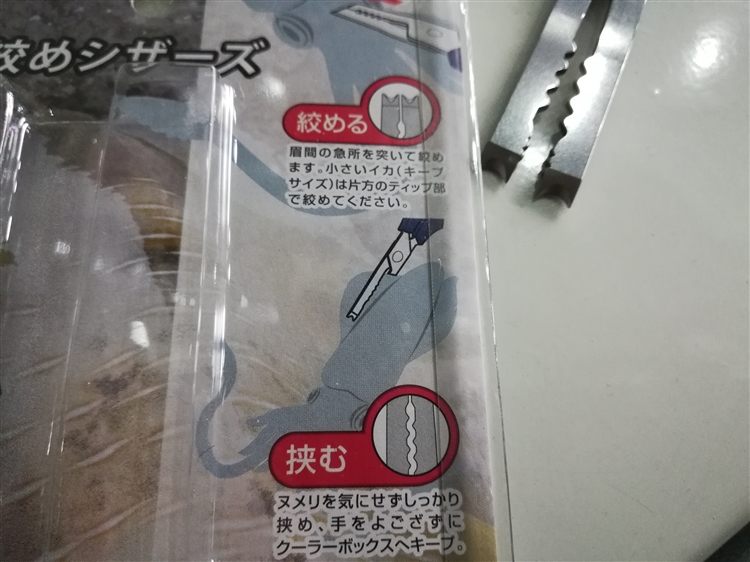 絞めシザーズ
絞める
眉間の急所を突いて絞め
ます。小さいイカ(キープ
サイズ)は片方のティップ部
で絞めてください。
挟む
ヌメリを気にせずしっかり
挟め、手をよござずに
クーラーボックスへキープ。